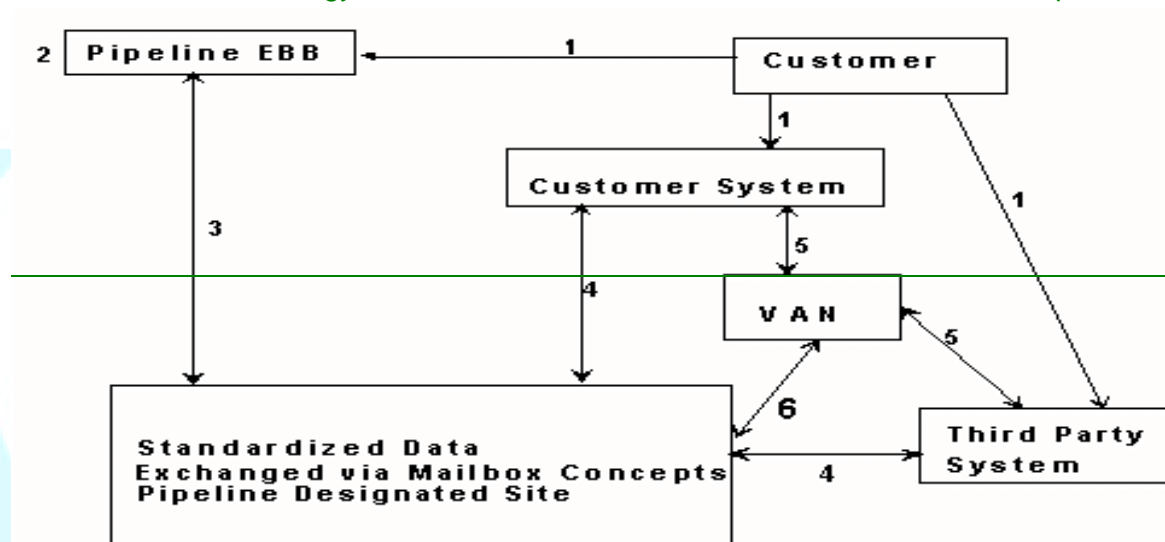 2 Pipeline EBB
1
Customer
1
Customer System
1
3
5
4
VAN
5
6
Standardized Data
Exchanged via Mailbox Concepts
Pipeline Designated Site
4
Third Party
System